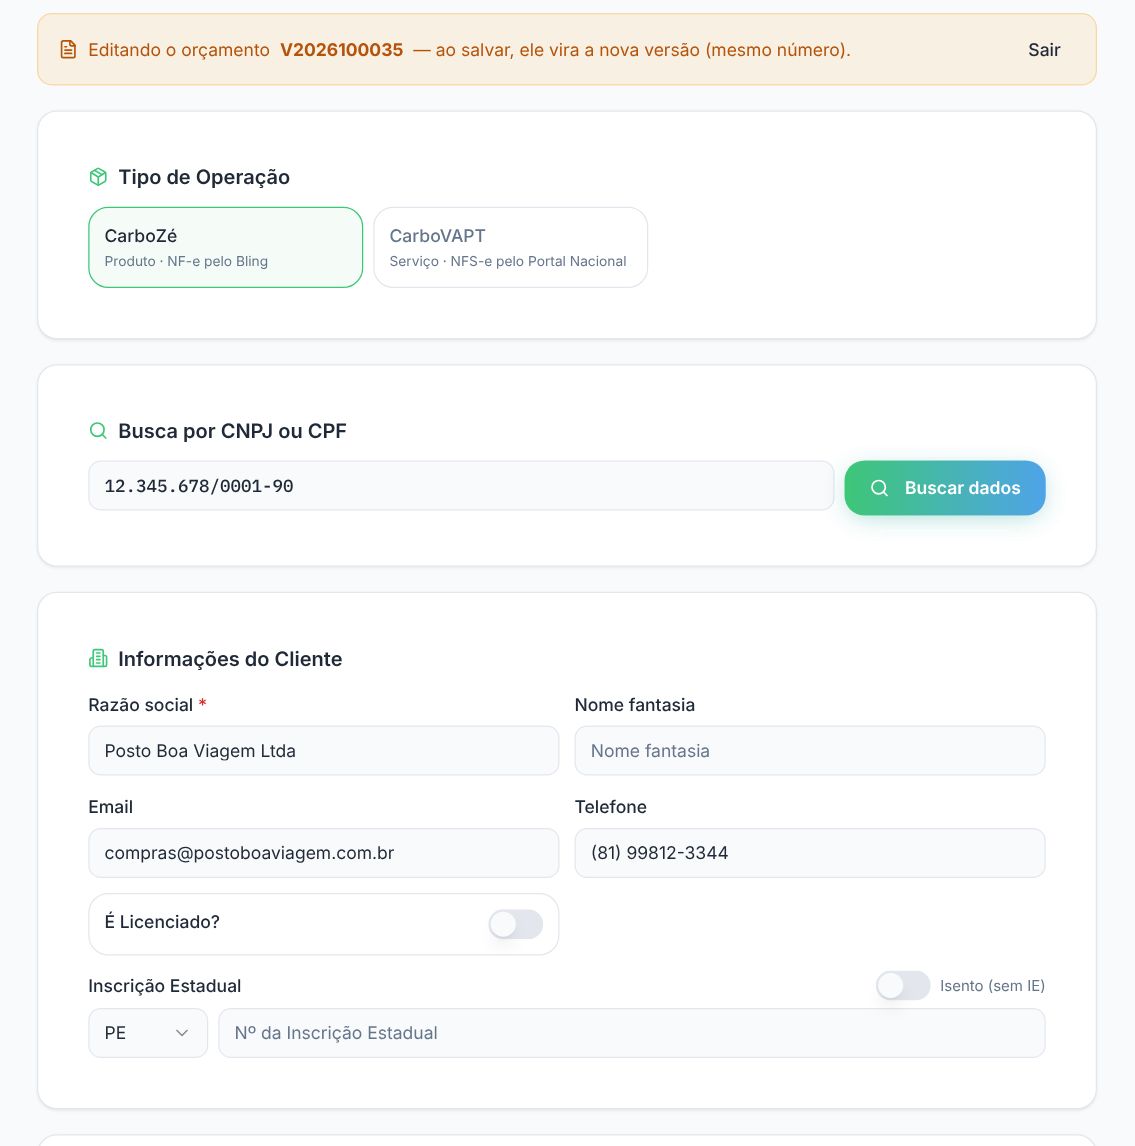 Editando o orçamento V2026100035 — ao salvar, ele vira a nova versão (mesmo número).
Sair
Tipo de Operação
CarboZé
Produto · NF-e pelo Bling
CarboVAPT
Serviço · NFS-e pelo Portal Nacional
Busca por CNPJ ou CPF
12.345.678/0001-90
Buscar dados
Informações do Cliente
Razão social *
Nome fantasia
Posto Boa Viagem Ltda
Nome fantasia
Email
Telefone
compras@postoboaviagem.com.br
(81) 99812-3344
É Licenciado?
Inscrição Estadual
Isento (sem IE)
PE
Nº da Inscrição Estadual